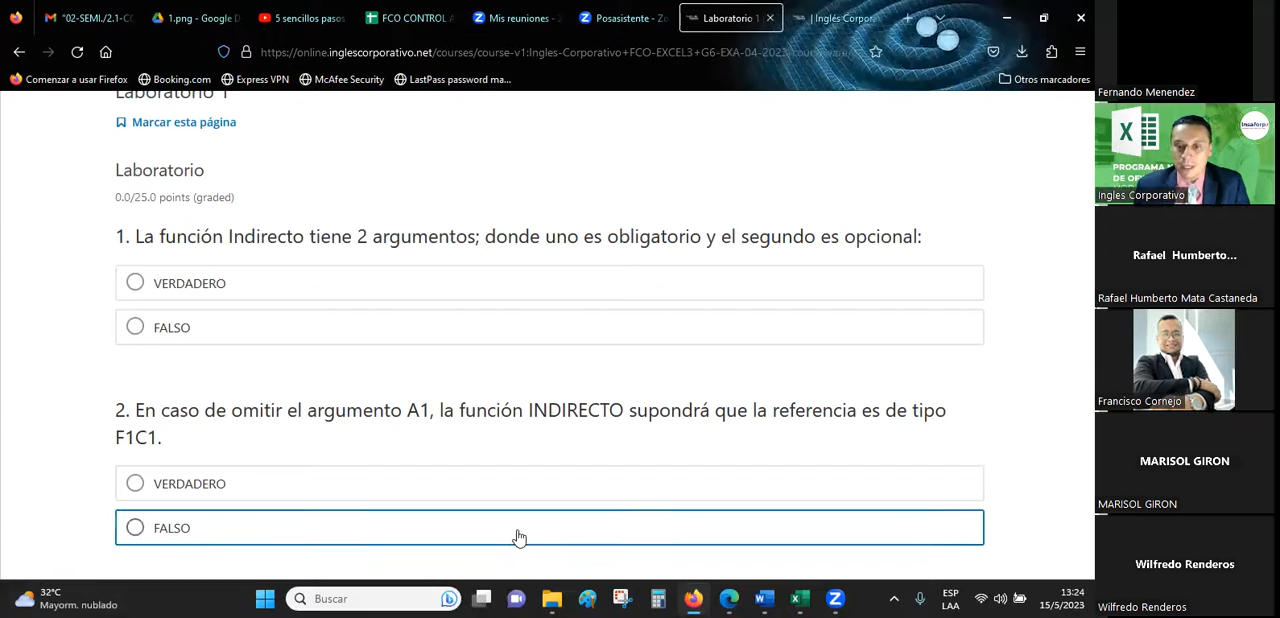 "02-SEMI./2.1-CO
1.png - Google D
5 sencillos pasos
FCO CONTROL A
Mis reuniones -
Posasistente - Zo
Laboratorio 1
| Inglés Corpor
https://online.inglescorporativo.net/courses/course-v1:Ingles-Corporativo+FCO-EXCEL3+G6-EXA-04-2023
Comenzar a usar Firefox
Booking.com
Express VPN
McAfee Security
LastPass password ma...
Otros marcadores
Laboratorio 1
Marcar esta página
Laboratorio
0.0/25.0 points (graded)
1. La función Indirecto tiene 2 argumentos; donde uno es obligatorio y el segundo es opcional:
VERDADERO
FALSO
2. En caso de omitir el argumento A1, la función INDIRECTO supondrá que la referencia es de tipo
F1C1.
VERDADERO
FALSO
Fernando Menendez
PROGRAMA N
DE OF
Ingles Corporativo
Rafael Humberto...
Rafael Humberto Mata Castaneda
Francisco Cornejo
MARISOL GIRON
MARISOL GIRON
Wilfredo Renderos
Wilfredo Renderos
32°C
Mayorm. nublado
Buscar
ESP
LAA
13:24
15/5/2023